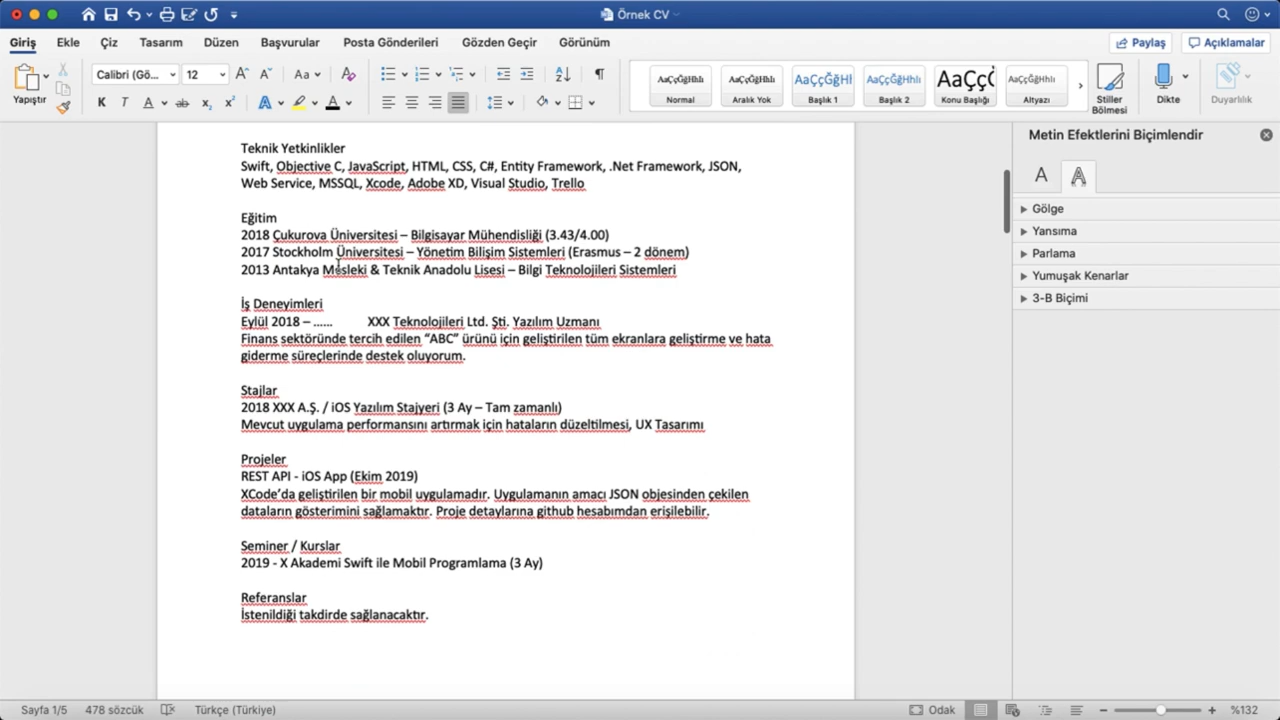 Örnek CV
Giriş Ekle Çiz Tasarım Düzen Başvurular Posta Gönderileri Gözden Geçir Görünüm Paylaş Açıklamalar
Yapıştır
Calibri (Gö... 12
AaÇçĞğHhIı AaÇçĞğHhIı AaÇçĞğHl AaÇçĞğHhIı AaÇçĞ AaÇçĞğHhIı
Normal Aralık Yok Başlık 1 Başlık 2 Konu Başlığı Altyazı
Stiller Bölmesi
Dikte
Duyarlılık
Teknik Yetkinlikler
Swift, Objective C, JavaScript, HTML, CSS, C#, Entity Framework, .Net Framework, JSON,
Web Service, MSSQL, Xcode, Adobe XD, Visual Studio, Trello
Eğitim
2018 Çukurova Üniversitesi – Bilgisayar Mühendisliği (3.43/4.00)
2017 Stockholm Üniversitesi – Yönetim Bilişim Sistemleri (Erasmus – 2 dönem)
2013 Antakya Mesleki & Teknik Anadolu Lisesi – Bilgi Teknolojileri Sistemleri
İş Deneyimleri
Eylül 2018 – ...... XXX Teknolojileri Ltd. Şti. Yazılım Uzmanı
Finans sektöründe tercih edilen “ABC” ürünü için geliştirilen tüm ekranlara geliştirme ve hata
giderme süreçlerinde destek oluyorum.
Stajlar
2018 XXX A.Ş. / iOS Yazılım Stajyeri (3 Ay – Tam zamanlı)
Mevcut uygulama performansını artırmak için hataların düzeltilmesi, UX Tasarımı
Projeler
REST API - iOS App (Ekim 2019)
XCode’da geliştirilen bir mobil uygulamadır. Uygulamanın amacı JSON objesinden çekilen
dataların gösterimini sağlamaktır. Proje detaylarına github hesabımdan erişilebilir.
Seminer / Kurslar
2019 - X Akademi Swift ile Mobil Programlama (3 Ay)
Referanslar
İstenildiği takdirde sağlanacaktır.
Metin Efektlerini Biçimlendir
Gölge
Yansıma
Parlama
Yumuşak Kenarlar
3-B Biçimi
Sayfa 1/5 478 sözcük Türkçe (Türkiye) Odak %132